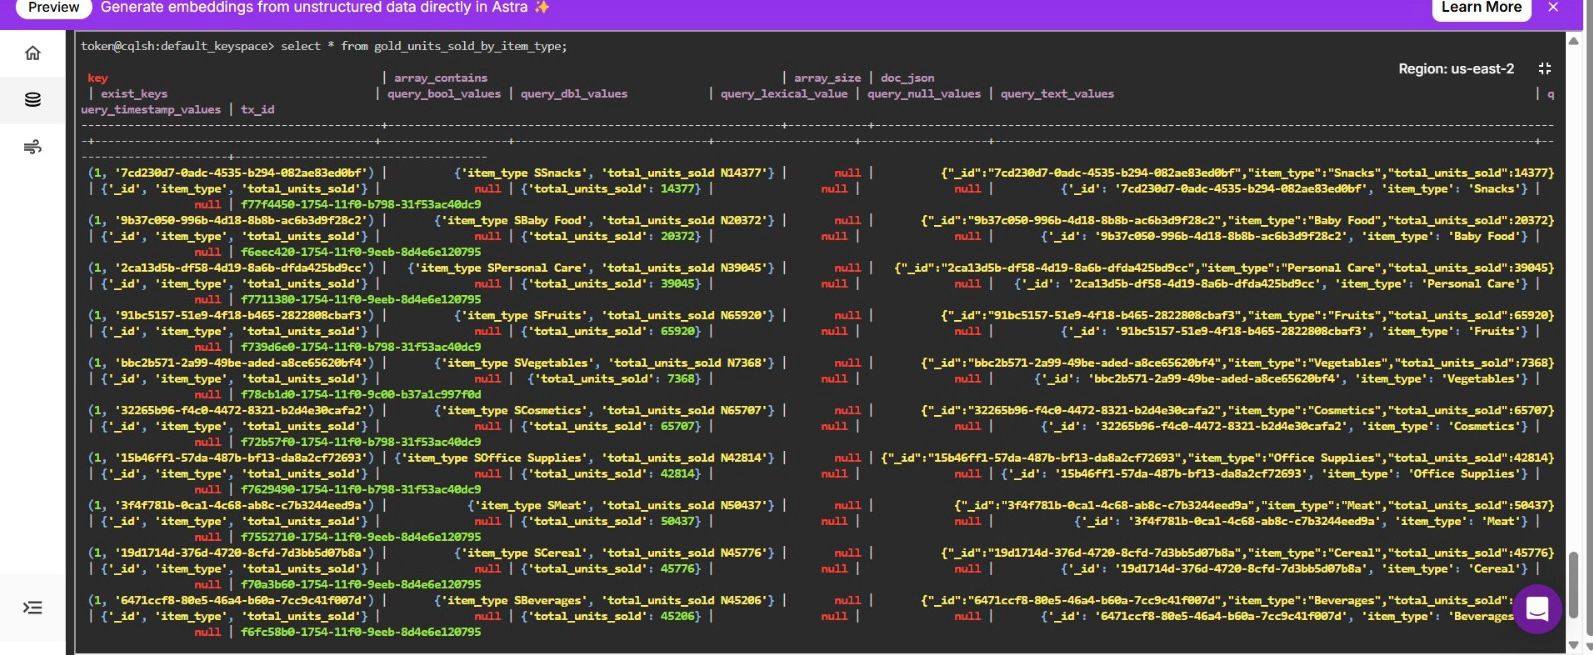 Preview Generate embeddings from unstructured data directly in Astra ✨ Learn More ×
token@cqlsh:default_keyspace> select * from gold_units_sold_by_item_type;
Region: us-east-2
key | array_contains | array_size | doc_json
| exist_keys | query_bool_values | query_dbl_values | query_lexical_value | query_null_values | query_text_values | q
uery_timestamp_values | tx_id
(1, '7cd230d7-0adc-4535-b294-082ae83ed0bf') | {'item_type SSnacks', 'total_units_sold N14377'} | null | {"_id":"7cd230d7-0adc-4535-b294-082ae83ed0bf","item_type":"Snacks","total_units_sold":14377}
| {'_id', 'item_type', 'total_units_sold'} | null | {'total_units_sold': 14377} | null | null | {'_id': '7cd230d7-0adc-4535-b294-082ae83ed0bf', 'item_type': 'Snacks'} |
null | f77f4450-1754-11f0-b798-31f53ac40dc9
(1, '9b37c050-996b-4d18-8b8b-ac6b3d9f28c2') | {'item_type SBaby Food', 'total_units_sold N20372'} | null | {"_id":"9b37c050-996b-4d18-8b8b-ac6b3d9f28c2","item_type":"Baby Food","total_units_sold":20372}
| {'_id', 'item_type', 'total_units_sold'} | null | {'total_units_sold': 20372} | null | null | {'_id': '9b37c050-996b-4d18-8b8b-ac6b3d9f28c2', 'item_type': 'Baby Food'} |
null | f6eec420-1754-11f0-9eeb-8d4e6e120795
(1, '2ca13d5b-df58-4d19-8a6b-dfda425bd9cc') | {'item_type SPersonal Care', 'total_units_sold N39045'} | null | {"_id":"2ca13d5b-df58-4d19-8a6b-dfda425bd9cc","item_type":"Personal Care","total_units_sold":39045}
| {'_id', 'item_type', 'total_units_sold'} | null | {'total_units_sold': 39045} | null | null | {'_id': '2ca13d5b-df58-4d19-8a6b-dfda425bd9cc', 'item_type': 'Personal Care'} |
null | f7711380-1754-11f0-9eeb-8d4e6e120795
(1, '91bc5157-51e9-4f18-b465-2822808cbaf3') | {'item_type SFruits', 'total_units_sold N65920'} | null | {"_id":"91bc5157-51e9-4f18-b465-2822808cbaf3","item_type":"Fruits","total_units_sold":65920}
| {'_id', 'item_type', 'total_units_sold'} | null | {'total_units_sold': 65920} | null | null | {'_id': '91bc5157-51e9-4f18-b465-2822808cbaf3', 'item_type': 'Fruits'} |
null | f739d6e0-1754-11f0-b798-31f53ac40dc9
(1, 'bbc2b571-2a99-49be-aded-a8ce65620bf4') | {'item_type SVegetables', 'total_units_sold N7368'} | null | {"_id":"bbc2b571-2a99-49be-aded-a8ce65620bf4","item_type":"Vegetables","total_units_sold":7368}
| {'_id', 'item_type', 'total_units_sold'} | null | {'total_units_sold': 7368} | null | null | {'_id': 'bbc2b571-2a99-49be-aded-a8ce65620bf4', 'item_type': 'Vegetables'} |
null | f78cb1d0-1754-11f0-9c00-b37a1c997f0d
(1, '32265b96-f4c0-4472-8321-b2d4e30cafa2') | {'item_type SCosmetics', 'total_units_sold N65707'} | null | {"_id":"32265b96-f4c0-4472-8321-b2d4e30cafa2","item_type":"Cosmetics","total_units_sold":65707}
| {'_id', 'item_type', 'total_units_sold'} | null | {'total_units_sold': 65707} | null | null | {'_id': '32265b96-f4c0-4472-8321-b2d4e30cafa2', 'item_type': 'Cosmetics'} |
null | f72b57f0-1754-11f0-b798-31f53ac40dc9
(1, '15b46ff1-57da-487b-bf13-da8a2cf72693') | {'item_type SOffice Supplies', 'total_units_sold N42814'} | null | {"_id":"15b46ff1-57da-487b-bf13-da8a2cf72693","item_type":"Office Supplies","total_units_sold":42814}
| {'_id', 'item_type', 'total_units_sold'} | null | {'total_units_sold': 42814} | null | null | {'_id': '15b46ff1-57da-487b-bf13-da8a2cf72693', 'item_type': 'Office Supplies'} |
null | f7629490-1754-11f0-b798-31f53ac40dc9
(1, '3f4f781b-0ca1-4c68-ab8c-c7b3244eed9a') | {'item_type SMeat', 'total_units_sold N50437'} | null | {"_id":"3f4f781b-0ca1-4c68-ab8c-c7b3244eed9a","item_type":"Meat","total_units_sold":50437}
| {'_id', 'item_type', 'total_units_sold'} | null | {'total_units_sold': 50437} | null | null | {'_id': '3f4f781b-0ca1-4c68-ab8c-c7b3244eed9a', 'item_type': 'Meat'} |
null | f7552710-1754-11f0-9eeb-8d4e6e120795
(1, '19d1714d-376d-4720-8cfd-7d3bb5d07b8a') | {'item_type SCereal', 'total_units_sold N45776'} | null | {"_id":"19d1714d-376d-4720-8cfd-7d3bb5d07b8a","item_type":"Cereal","total_units_sold":45776}
| {'_id', 'item_type', 'total_units_sold'} | null | {'total_units_sold': 45776} | null | null | {'_id': '19d1714d-376d-4720-8cfd-7d3bb5d07b8a', 'item_type': 'Cereal'} |
null | f70a3b60-1754-11f0-9eeb-8d4e6e120795
(1, '6471ccf8-80e5-46a4-b60a-7cc9c41f007d') | {'item_type SBeverages', 'total_units_sold N45206'} | null | {"_id":"6471ccf8-80e5-46a4-b60a-7cc9c41f007d","item_type":"Beverages","total_units_sold":
| {'_id', 'item_type', 'total_units_sold'} | null | {'total_units_sold': 45206} | null | null | {'_id': '6471ccf8-80e5-46a4-b60a-7cc9c41f007d', 'item_type': 'Beverages
null | f6fc58b0-1754-11f0-9eeb-8d4e6e120795